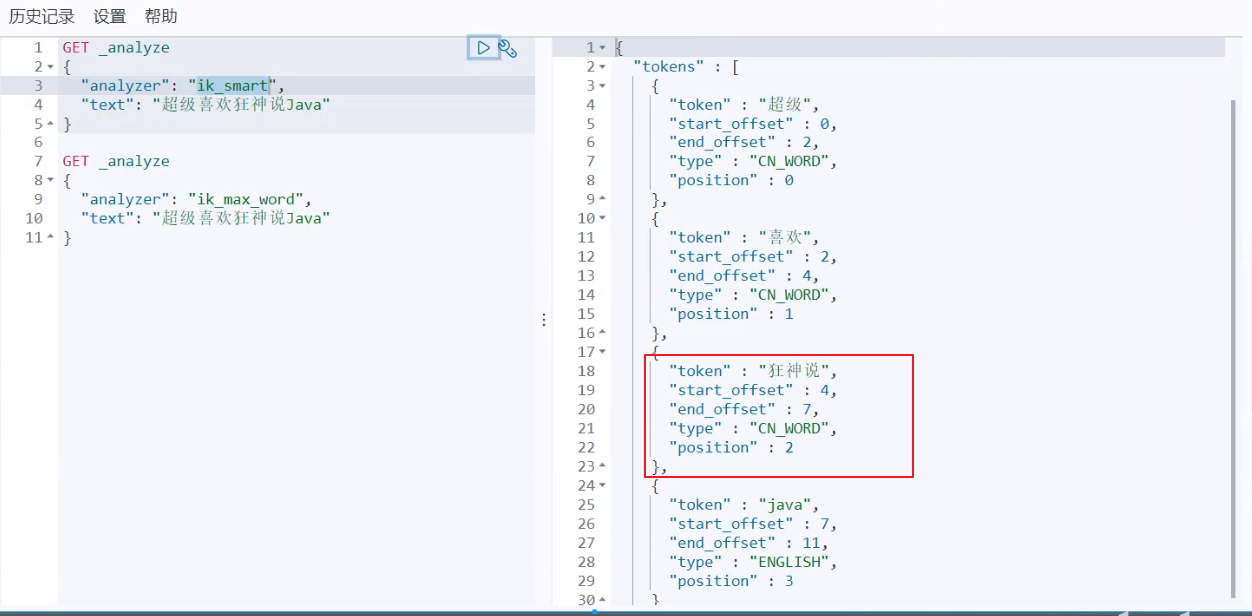 历史记录 设置 帮助
1 GET _analyze
2 {
3 "analyzer": "ik_smart",
4 "text": "超级喜欢狂神说Java"
5 }
6
7 GET _analyze
8 {
9 "analyzer": "ik_max_word",
10 "text": "超级喜欢狂神说Java"
11 }
1 {
2 "tokens" : [
3 {
4 "token" : "超级",
5 "start_offset" : 0,
6 "end_offset" : 2,
7 "type" : "CN_WORD",
8 "position" : 0
9 },
10 {
11 "token" : "喜欢",
12 "start_offset" : 2,
13 "end_offset" : 4,
14 "type" : "CN_WORD",
15 "position" : 1
16 },
17 {
18 "token" : "狂神说",
19 "start_offset" : 4,
20 "end_offset" : 7,
21 "type" : "CN_WORD",
22 "position" : 2
23 },
24 {
25 "token" : "java",
26 "start_offset" : 7,
27 "end_offset" : 11,
28 "type" : "ENGLISH",
29 "position" : 3
30 }